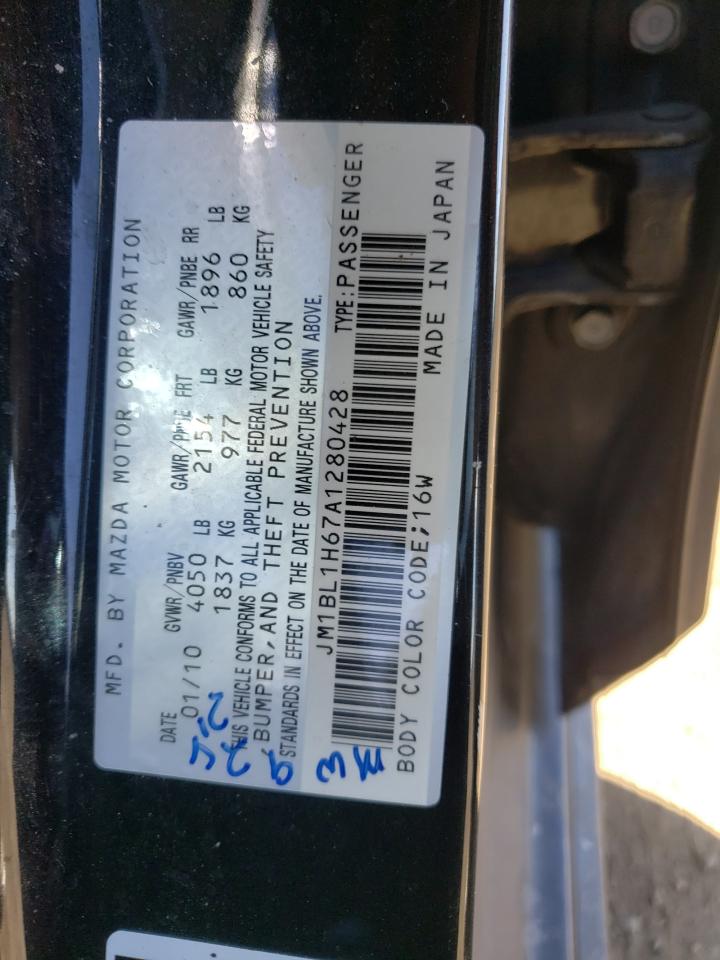 MFD. BY MAZDA MOTOR CORPORATION
DATE GVWR/PNBV GAWR/PNBE FRT GAWR/PNBE RR
01/10 4050 LB 2154 LB 1896 LB
1837 KG 977 KG 860 KG
THIS VEHICLE CONFORMS TO ALL APPLICABLE FEDERAL MOTOR VEHICLE SAFETY
BUMPER, AND THEFT PREVENTION
STANDARDS IN EFFECT ON THE DATE OF MANUFACTURE SHOWN ABOVE.
JM1BL1H67A1280428 TYPE:PASSENGER
BODY COLOR CODE;16W MADE IN JAPAN